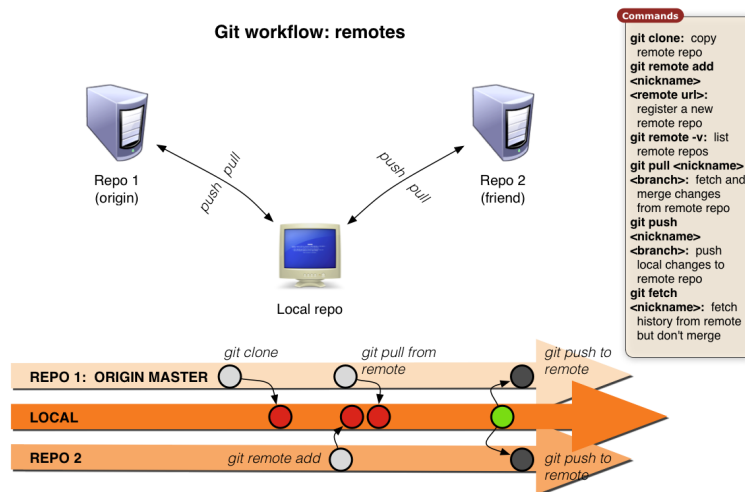 Git workflow: remotes
Commands
git clone: copy
remote repo
git remote add
<nickname>
<remote url>:
register a new
remote repo
git remote -v: list
remote repos
git pull <nickname>
<branch>: fetch and
merge changes
from remote repo
git push
<nickname>
<branch>: push
local changes to
remote repo
git fetch
<nickname>: fetch
history from remote
but don't merge
push pull
push pull
Repo 1
(origin)
Repo 2
(friend)
Local repo
git clone
git pull from
remote
git push to
remote
REPO 1: ORIGIN MASTER
LOCAL
REPO 2
git remote add
git push to
remote